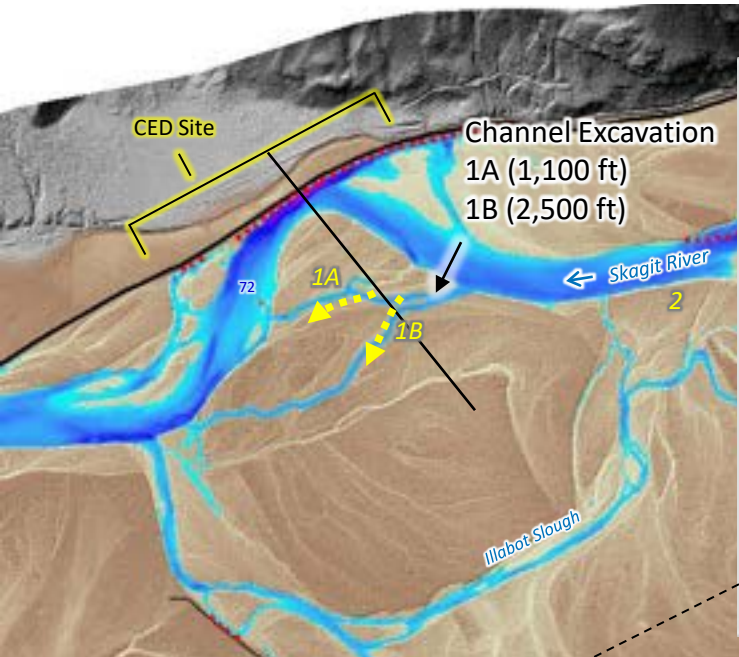 CED Site
Channel Excavation
1A (1,100 ft)
1B (2,500 ft)
Skagit River
2
72
1A
1B
Illabot Slough